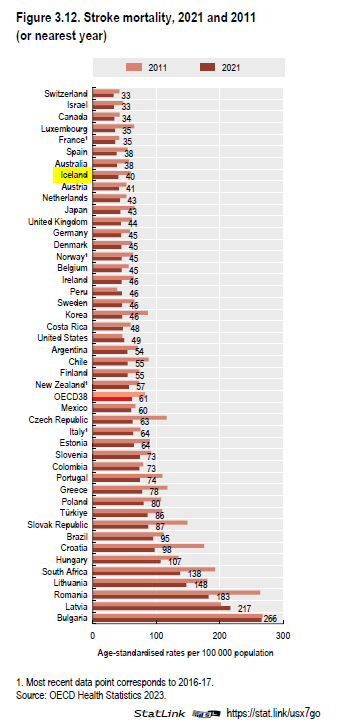 Figure 3.12. Stroke mortality, 2021 and 2011
(or nearest year)
2011 2021
Switzerland 33
Israel 33
Canada 34
Luxembourg 35
France¹ 35
Spain 38
Australia 38
Iceland 40
Austria 41
Netherlands 43
Japan 43
United Kingdom 44
Germany 45
Denmark 45
Norway¹ 45
Belgium 45
Ireland 46
Peru 46
Sweden 46
Korea 46
Costa Rica 48
United States 49
Argentina 54
Chile 55
Finland 55
New Zealand¹ 57
OECD38 61
Mexico 60
Czech Republic 63
Italy¹ 64
Estonia 64
Slovenia 73
Colombia 73
Portugal 74
Greece 78
Poland 80
Türkiye 86
Slovak Republic 87
Brazil 95
Croatia 98
Hungary 107
South Africa 138
Lithuania 148
Romania 183
Latvia 217
Bulgaria 266
0 100 200 300
Age-standardised rates per 100 000 population
1. Most recent data point corresponds to 2016-17.
Source: OECD Health Statistics 2023.
StatLink https://stat.link/usx7go